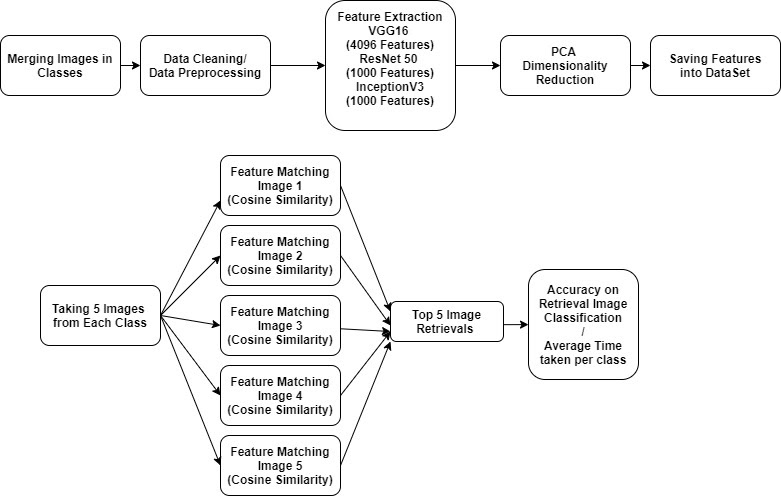 Merging Images in
Classes
Data Cleaning/
Data Preprocessing
Feature Extraction
VGG16
(4096 Features)
ResNet 50
(1000 Features)
InceptionV3
(1000 Features)
PCA
Dimensionality
Reduction
Saving Features
into DataSet
Taking 5 Images
from Each Class
Feature Matching
Image 1
(Cosine Similarity)
Feature Matching
Image 2
(Cosine Similarity)
Feature Matching
Image 3
(Cosine Similarity)
Feature Matching
Image 4
(Cosine Similarity)
Feature Matching
Image 5
(Cosine Similarity)
Top 5 Image
Retrievals
Accuracy on
Retrieval Image
Classification
/
Average Time
taken per class